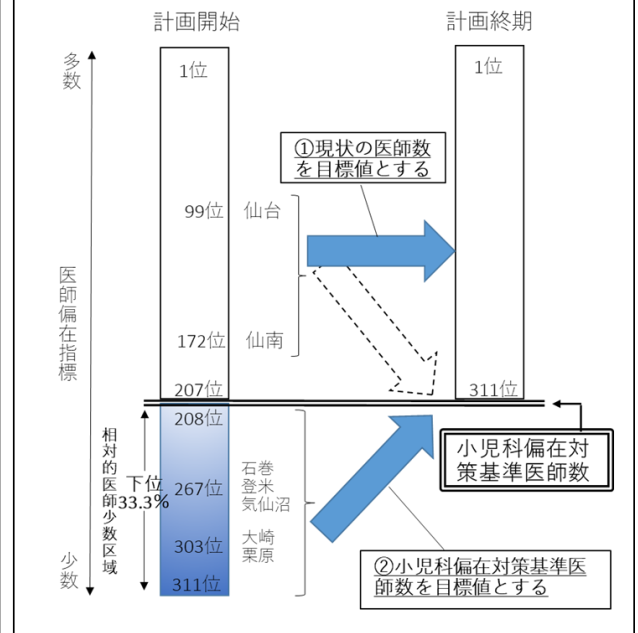 計画開始
計画終期
多数
1位
1位
①現状の医師数
を目標値とする
99位
仙台
医師偏在指標
172位
仙南
207位
311位
208位
小児科偏在対
策基準医師数
相対的医師少数区域
下位
33.3%
石巻
登米
気仙沼
267位
大崎
栗原
303位
少数
311位
②小児科偏在対策基準医
師数を目標値とする